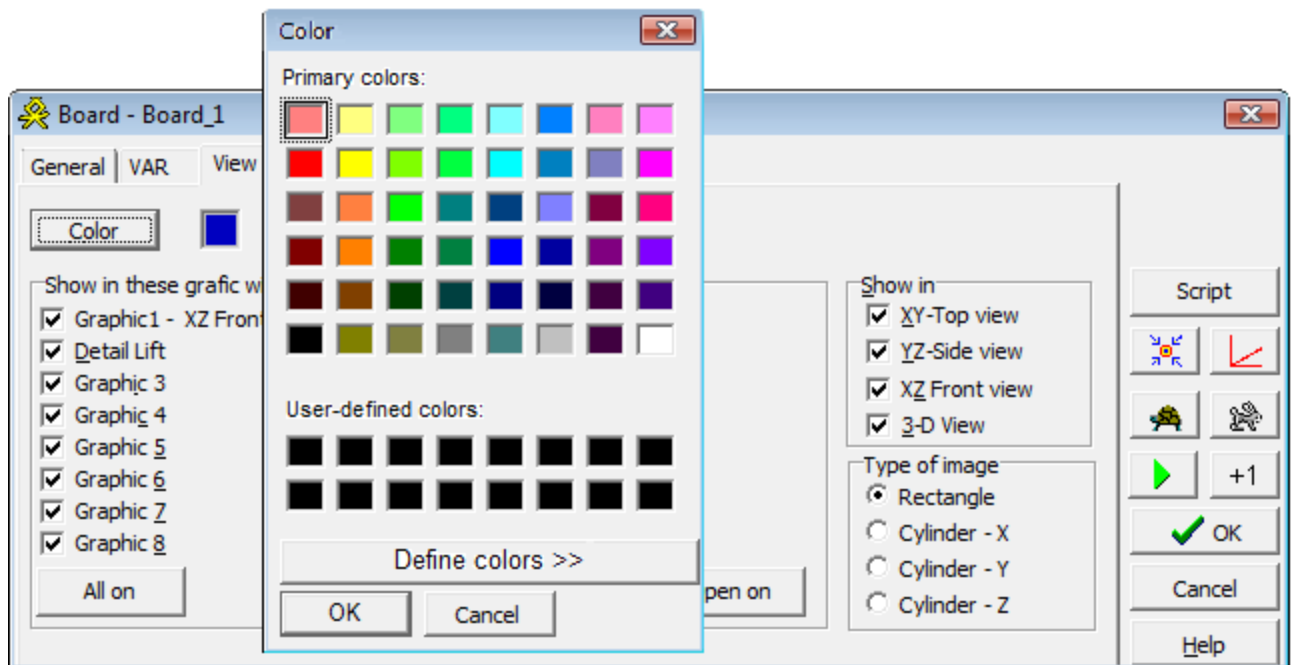 Color
Primary colors:
User-defined colors:
Define colors >>
OK
Cancel
Board - Board_1
General
VAR
View
Color
Show in these grafic w
Graphic1 - XZ Front
Detail Lift
Graphic 3
Graphic 4
Graphic 5
Graphic 6
Graphic 7
Graphic 8
All on
pen on
Show in
XY-Top view
YZ-Side view
XZ Front view
3-D View
Type of image
Rectangle
Cylinder - X
Cylinder - Y
Cylinder - Z
Script
+1
OK
Cancel
Help